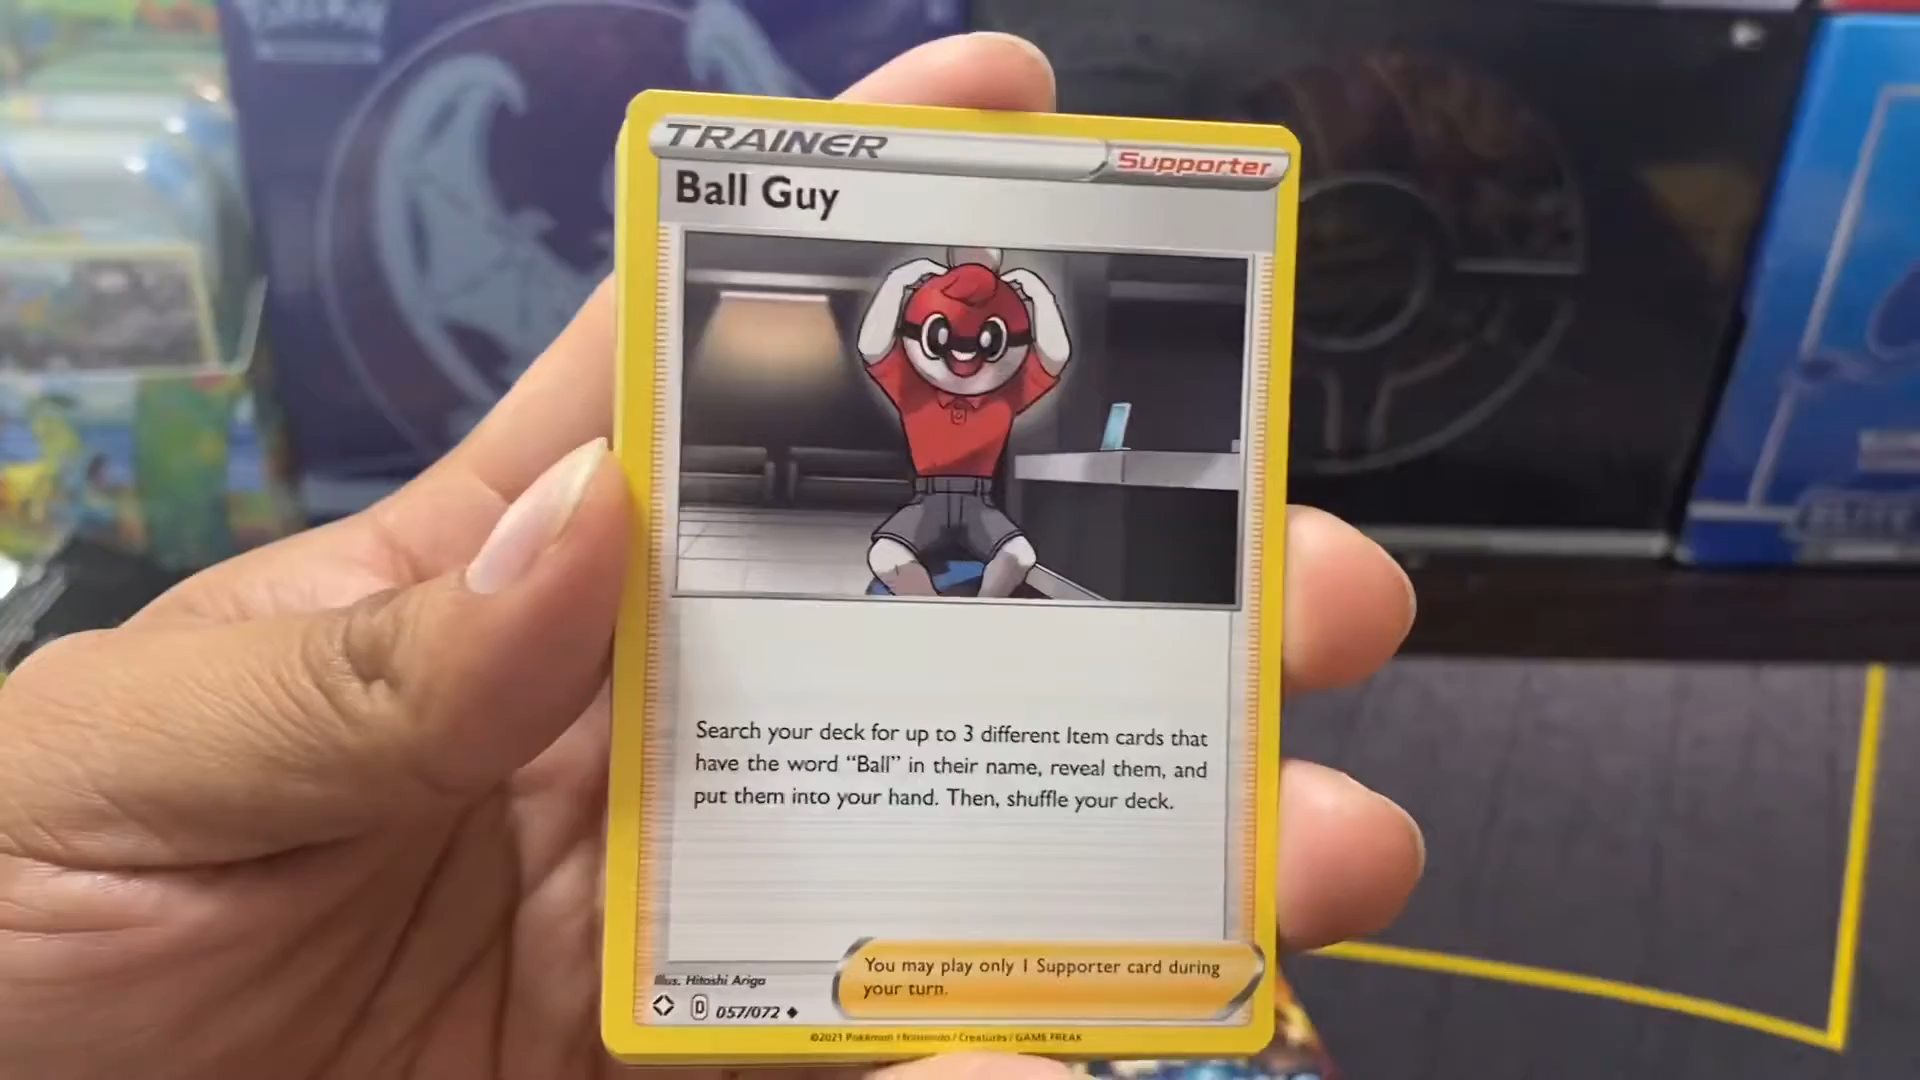 TRAINER
Supporter
Ball Guy
Search your deck for up to 3 different Item cards that
have the word “Ball” in their name, reveal them, and
put them into your hand. Then, shuffle your deck.
You may play only 1 Supporter card during
your turn.
Illus. Hitoshi Ariga
D 057/072
©2021 Pokémon / Nintendo / Creatures / GAME FREAK
POKÉMON
ELITE